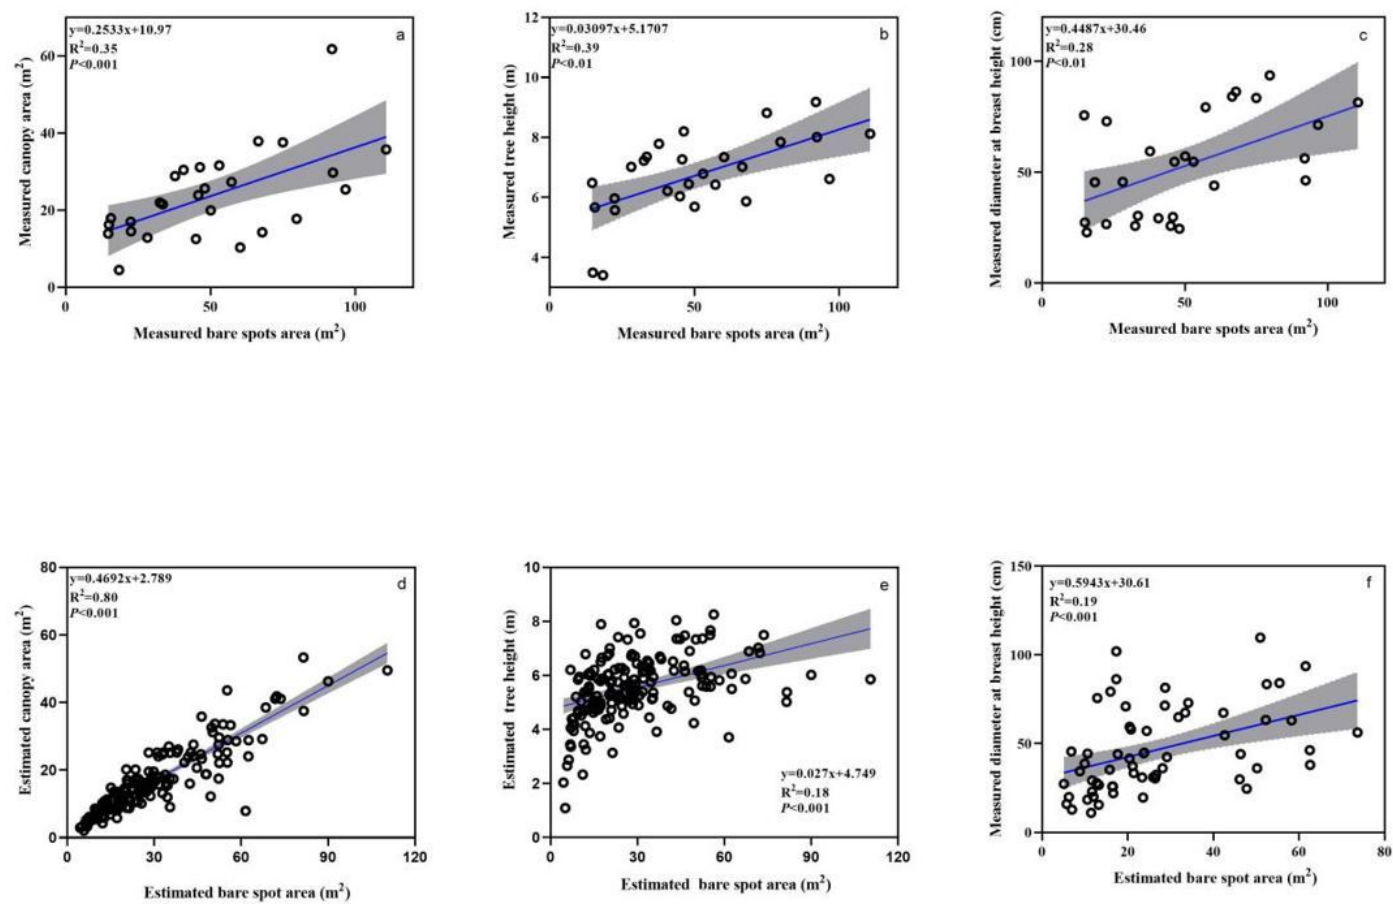 y=0.2533x+10.97
R²=0.35
P<0.001
a
60
40
20
0
0 50 100
Measured canopy area (m²)
Measured bare spots area (m²)
y=0.03097x+5.1707
R²=0.39
P<0.01
b
12
10
8
6
4
0 50 100
Measured tree height (m)
Measured bare spots area (m²)
y=0.4487x+30.46
R²=0.28
P<0.01
c
100
50
0
0 50 100
Measured diameter at breast height (cm)
Measured bare spots area (m²)
y=0.4692x+2.789
R²=0.80
P<0.001
d
80
60
40
20
0
0 30 60 90 120
Estimated canopy area (m²)
Estimated bare spot area (m²)
e
10
8
6
4
2
0
y=0.027x+4.749
R²=0.18
P<0.001
0 30 60 90 120
Estimated tree height (m)
Estimated bare spot area (m²)
y=0.5943x+30.61
R²=0.19
P<0.001
f
150
100
50
0
0 20 40 60 80
Measured diameter at breast height (cm)
Estimated bare spot area (m²)